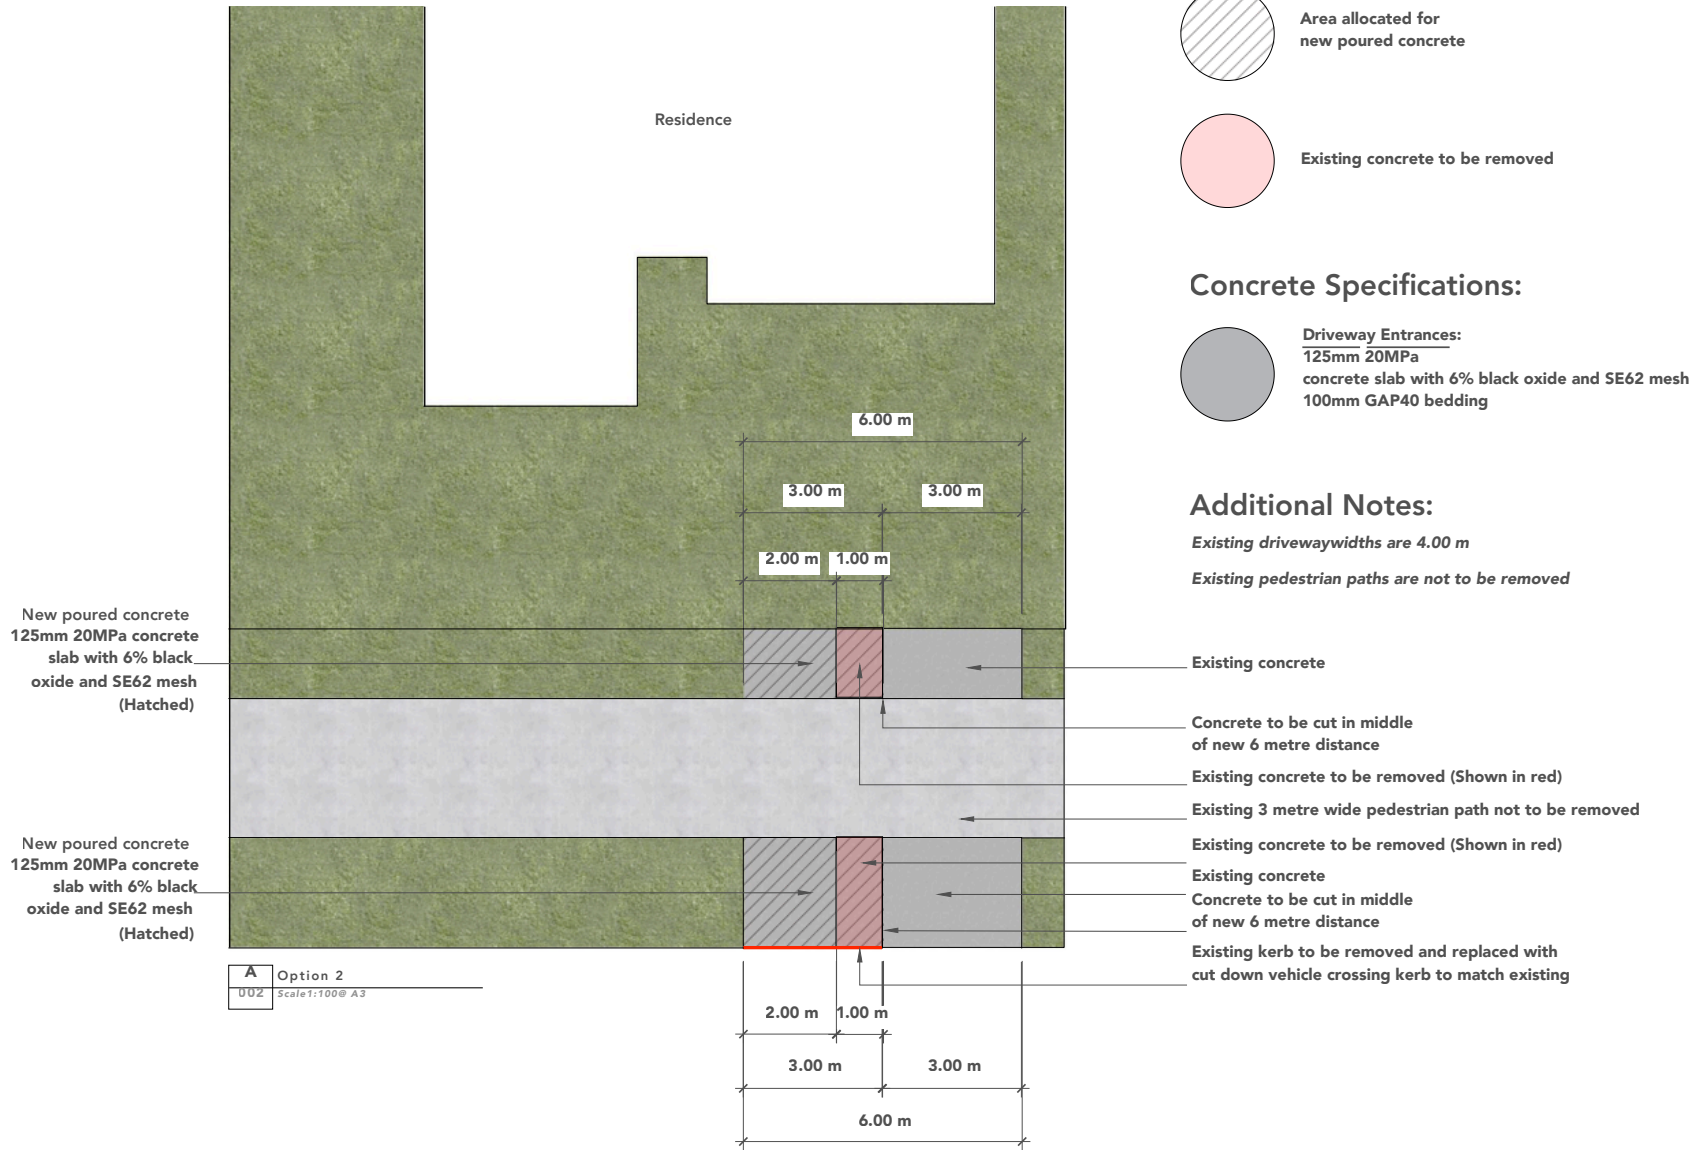 Area allocated for
new poured concrete
Residence
Existing concrete to be removed
Concrete Specifications:
Driveway Entrances:
125mm 20MPa
concrete slab with 6% black oxide and SE62 mesh
100mm GAP40 bedding
6.00 m
3.00 m
3.00 m
2.00 m
1.00 m
Additional Notes:
Existing drivewaywidths are 4.00 m
Existing pedestrian paths are not to be removed
New poured concrete
125mm 20MPa concrete
slab with 6% black
oxide and SE62 mesh
(Hatched)
Existing concrete
Concrete to be cut in middle
of new 6 metre distance
Existing concrete to be removed (Shown in red)
Existing 3 metre wide pedestrian path not to be removed
New poured concrete
125mm 20MPa concrete
slab with 6% black
oxide and SE62 mesh
(Hatched)
Existing concrete to be removed (Shown in red)
Existing concrete
Concrete to be cut in middle
of new 6 metre distance
Existing kerb to be removed and replaced with
cut down vehicle crossing kerb to match existing
A
Option 2
002
Scale1:100@ A3
2.00 m
1.00 m
3.00 m
3.00 m
6.00 m